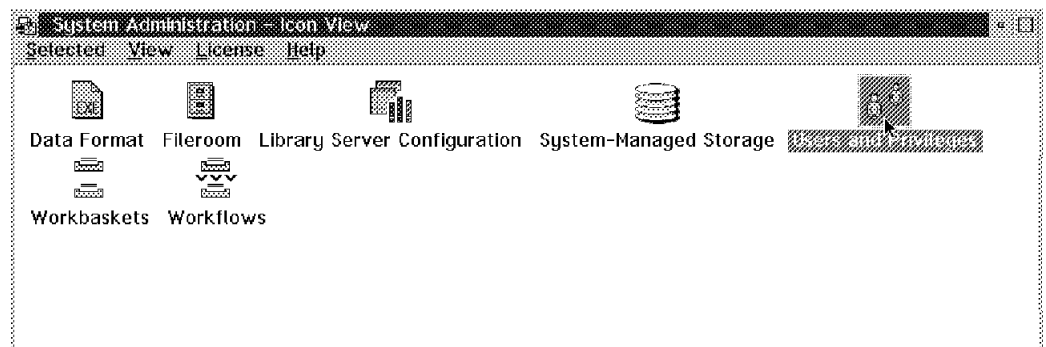 System Administration – Icon View
Selected View License Help
EXE
Data Format Fileroom Library Server Configuration System-Managed Storage Users and Privileges
Workbaskets Workflows